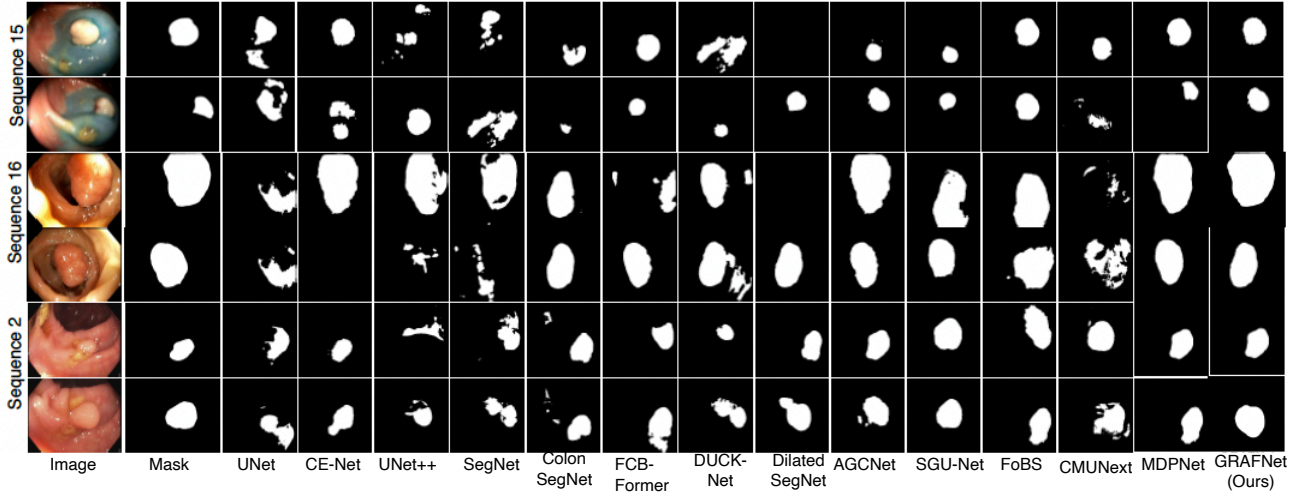 Sequence 15
Sequence 16
Sequence 2
Image
Mask
UNet
CE-Net
UNet++
SegNet
Colon
SegNet
FCB-
Former
DUCK-
Net
Dilated
SegNet
AGCNet
SGU-Net
FoBS
CMUNext
MDPNet
GRAFNet
(Ours)